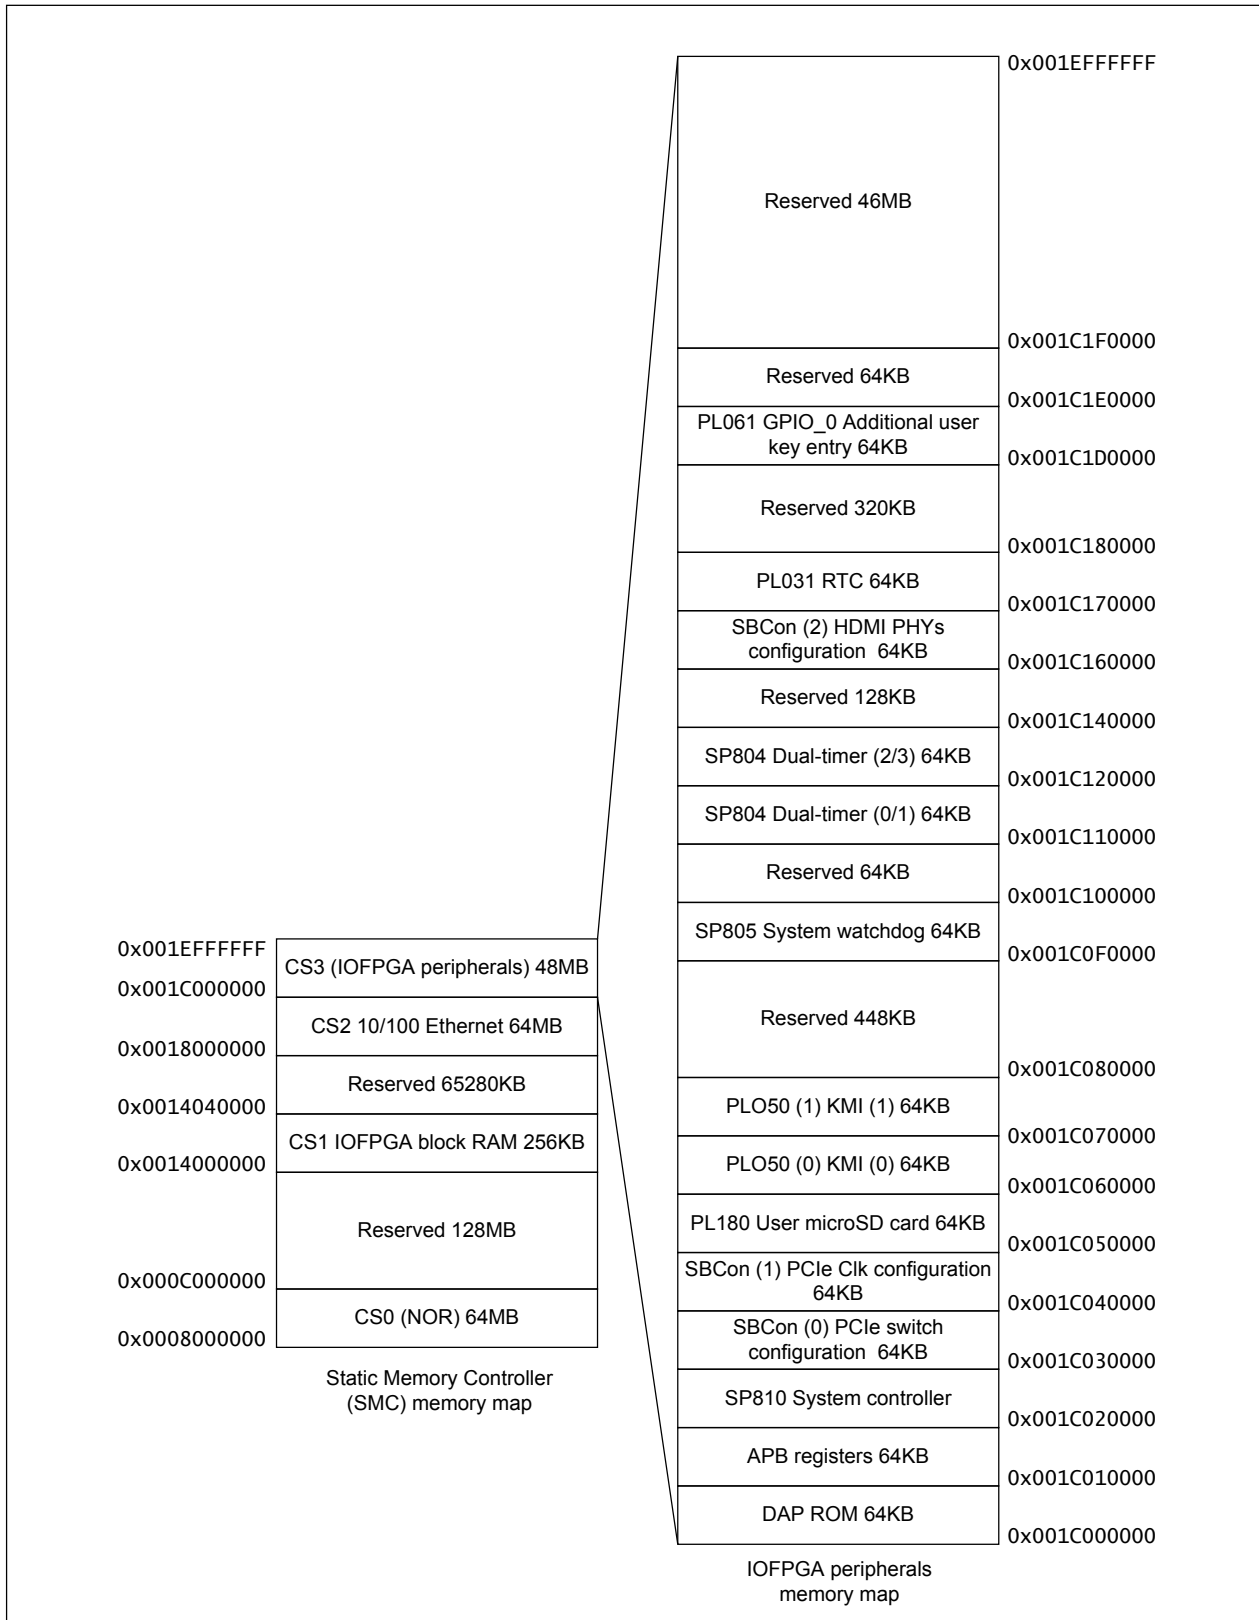 0x001EFFFFFF
Reserved 46MB
0x001C1F0000
Reserved 64KB
0x001C1E0000
PL061 GPIO_0 Additional user
key entry 64KB
0x001C1D0000
Reserved 320KB
0x001C180000
PL031 RTC 64KB
0x001C170000
SBCon (2) HDMI PHYs
configuration 64KB
0x001C160000
Reserved 128KB
0x001C140000
SP804 Dual-timer (2/3) 64KB
0x001C120000
SP804 Dual-timer (0/1) 64KB
0x001C110000
Reserved 64KB
0x001C100000
SP805 System watchdog 64KB
0x001C0F0000
Reserved 448KB
0x001C080000
PLO50 (1) KMI (1) 64KB
0x001C070000
PLO50 (0) KMI (0) 64KB
0x001C060000
PL180 User microSD card 64KB
0x001C050000
SBCon (1) PCIe Clk configuration
64KB
0x001C040000
SBCon (0) PCIe switch
configuration 64KB
0x001C030000
SP810 System controller
0x001C020000
APB registers 64KB
0x001C010000
DAP ROM 64KB
0x001C000000
IOFPGA peripherals
memory map
0x001EFFFFFF
CS3 (IOFPGA peripherals) 48MB
0x001C000000
CS2 10/100 Ethernet 64MB
0x0018000000
Reserved 65280KB
0x0014040000
CS1 IOFPGA block RAM 256KB
0x0014000000
Reserved 128MB
0x000C000000
CS0 (NOR) 64MB
0x0008000000
Static Memory Controller
(SMC) memory map